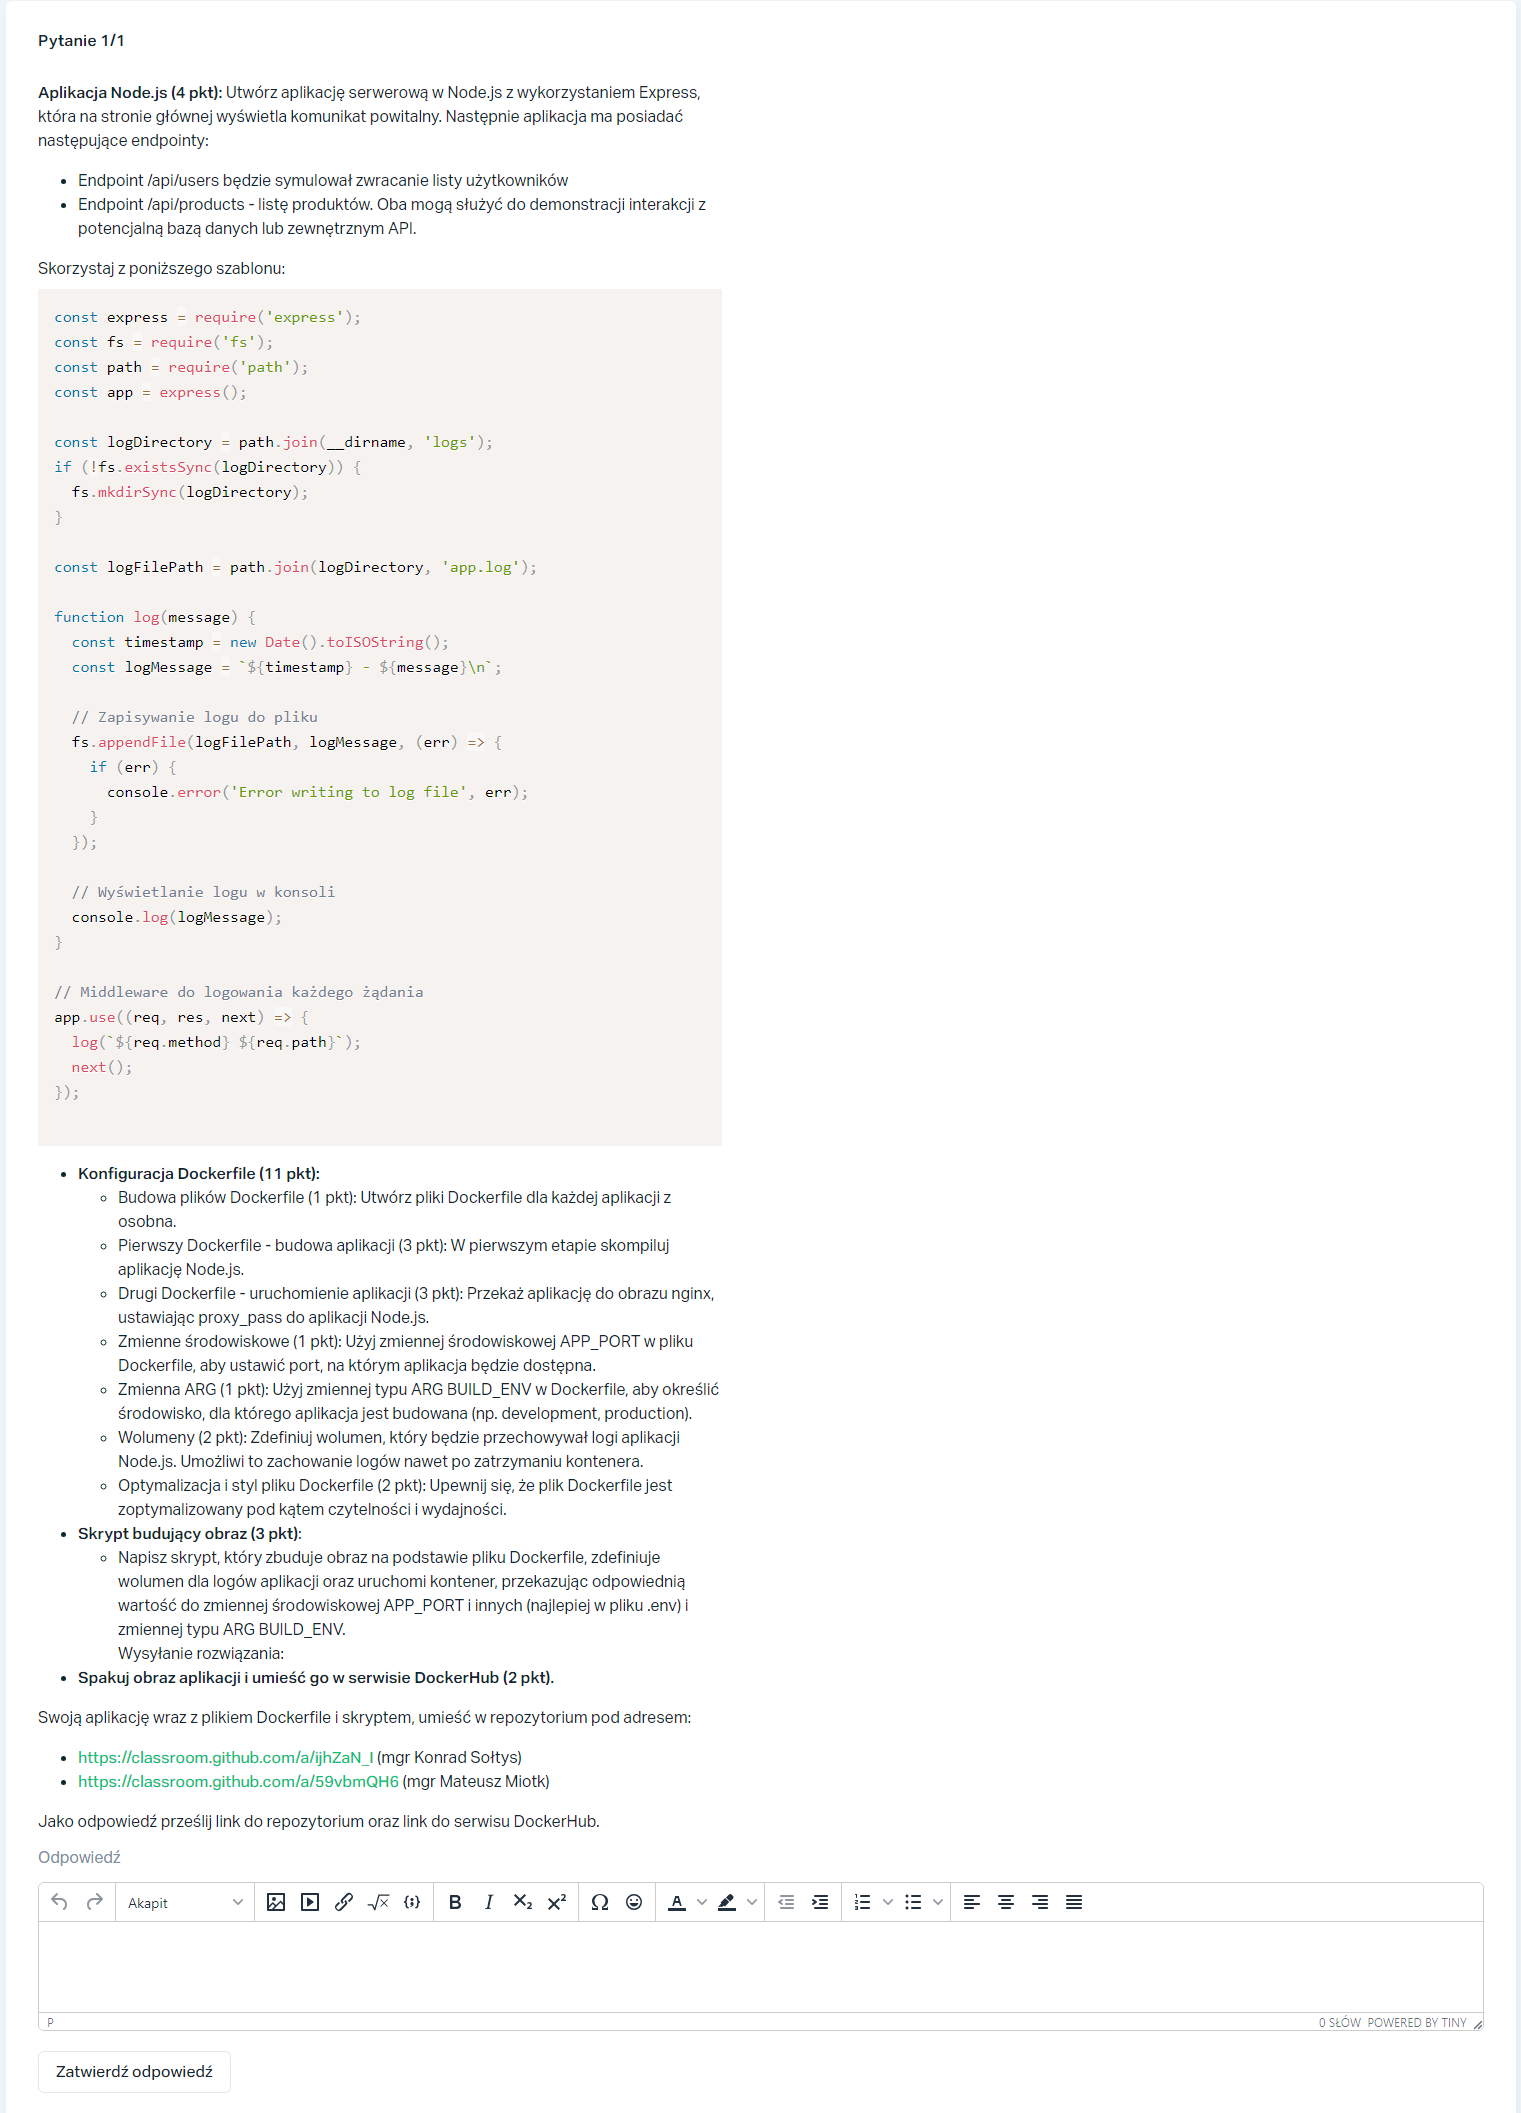 Pytanie 1/1
Aplikacja Node.js (4 pkt): Utwórz aplikację serwerową w Node.js z wykorzystaniem Express,
która na stronie głównej wyświetla komunikat powitalny. Następnie aplikacja ma posiadać
następujące endpointy:
• Endpoint /api/users będzie symulował zwracanie listy użytkowników
• Endpoint /api/products - listę produktów. Oba mogą służyć do demonstracji interakcji z
potencjalną bazą danych lub zewnętrznym API.
Skorzystaj z poniższego szablonu:
const express = require('express');
const fs = require('fs');
const path = require('path');
const app = express();
const logDirectory = path.join(__dirname, 'logs');
if (!fs.existsSync(logDirectory)) {
  fs.mkdirSync(logDirectory);
}
const logFilePath = path.join(logDirectory, 'app.log');
function log(message) {
  const timestamp = new Date().toISOString();
  const logMessage = `${timestamp} - ${message}\n`;
  // Zapisywanie logu do pliku
  fs.appendFile(logFilePath, logMessage, (err) => {
    if (err) {
      console.error('Error writing to log file', err);
    }
  });
  // Wyświetlanie logu w konsoli
  console.log(logMessage);
}
// Middleware do logowania każdego żądania
app.use((req, res, next) => {
  log(`${req.method} ${req.path}`);
  next();
});
• Konfiguracja Dockerfile (11 pkt):
◦ Budowa plików Dockerfile (1 pkt): Utwórz pliki Dockerfile dla każdej aplikacji z
osobna.
◦ Pierwszy Dockerfile - budowa aplikacji (3 pkt): W pierwszym etapie skompiluj
aplikację Node.js.
◦ Drugi Dockerfile - uruchomienie aplikacji (3 pkt): Przekaż aplikację do obrazu nginx,
ustawiając proxy_pass do aplikacji Node.js.
◦ Zmienne środowiskowe (1 pkt): Użyj zmiennej środowiskowej APP_PORT w pliku
Dockerfile, aby ustawić port, na którym aplikacja będzie dostępna.
◦ Zmienna ARG (1 pkt): Użyj zmiennej typu ARG BUILD_ENV w Dockerfile, aby określić
środowisko, dla którego aplikacja jest budowana (np. development, production).
◦ Wolumeny (2 pkt): Zdefiniuj wolumen, który będzie przechowywał logi aplikacji
Node.js. Umożliwi to zachowanie logów nawet po zatrzymaniu kontenera.
◦ Optymalizacja i styl pliku Dockerfile (2 pkt): Upewnij się, że plik Dockerfile jest
zoptymalizowany pod kątem czytelności i wydajności.
• Skrypt budujący obraz (3 pkt):
◦ Napisz skrypt, który zbuduje obraz na podstawie pliku Dockerfile, zdefiniuje
wolumen dla logów aplikacji oraz uruchomi kontener, przekazując odpowiednią
wartość do zmiennej środowiskowej APP_PORT i innych (najlepiej w pliku .env) i
zmiennej typu ARG BUILD_ENV.
Wysyłanie rozwiązania:
• Spakuj obraz aplikacji i umieść go w serwisie DockerHub (2 pkt).
Swoją aplikację wraz z plikiem Dockerfile i skryptem, umieść w repozytorium pod adresem:
• https://classroom.github.com/a/ijhZaN_I (mgr Konrad Sołtys)
• https://classroom.github.com/a/59vbmQH6 (mgr Mateusz Miotk)
Jako odpowiedź prześlij link do repozytorium oraz link do serwisu DockerHub.
Odpowiedź
Akapit
P
0 SŁÓW POWERED BY TINY
Zatwierdź odpowiedź